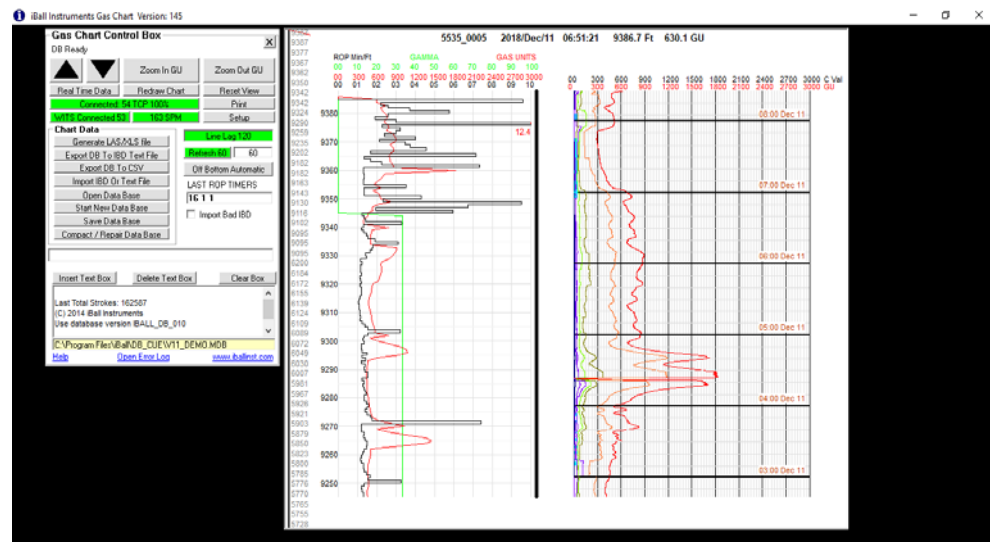 iBall Instruments Gas Chart Version: 145
Gas Chart Control Box
X
DB Ready
Zoom In GU
Zoom Out GU
Real Time Data
Redraw Chart
Reset View
Connected: 54 TCP 100%
Print
WITS Connected 53
163 SPM
Setup
Chart Data
Generate LAS/XLS file
Export DB To IBD Text File
Export DB To CSV
Import IBD Or Text File
Open Data Base
Start New Data Base
Save Data Base
Compact / Repair Data Base
Line Lag 120
Refresh 60
60
Off Bottom Automatic
LAST ROP TIMERS
16 1 1
Import Bad IBD
Insert Text Box
Delete Text Box
Clear Box
Last Total Strokes: 162587
(C) 2014 iBall Instruments
Use database version IBALL_DB_010
C:\Program Files\iBall\DB_CUE\V11_DEMO.MDB
Help
Open Error Log
www.iballinst.com
5535_0005 2018/Dec/11 06:51:21 9386.7 Ft 630.1 GU
ROP Min/Ft GAMMA GAS UNITS
00 10 20 30 40 50 60 70 80 90 100
00 300 600 900 1200 1500 1800 2100 2400 2700 3000
00 01 02 03 04 05 06 07 08 09 10
9380
12.4
9370
9360
9350
9340
9330
9320
9310
9300
9290
9280
9270
9260
9250
00 300 600 900 1200 1500 1800 2100 2400 2700 3000 C Val
0 300 600 900 1200 1500 1800 2100 2400 2700 3000 GU
08:00 Dec 11
07:00 Dec 11
06:00 Dec 11
05:00 Dec 11
04:00 Dec 11
03:00 Dec 11